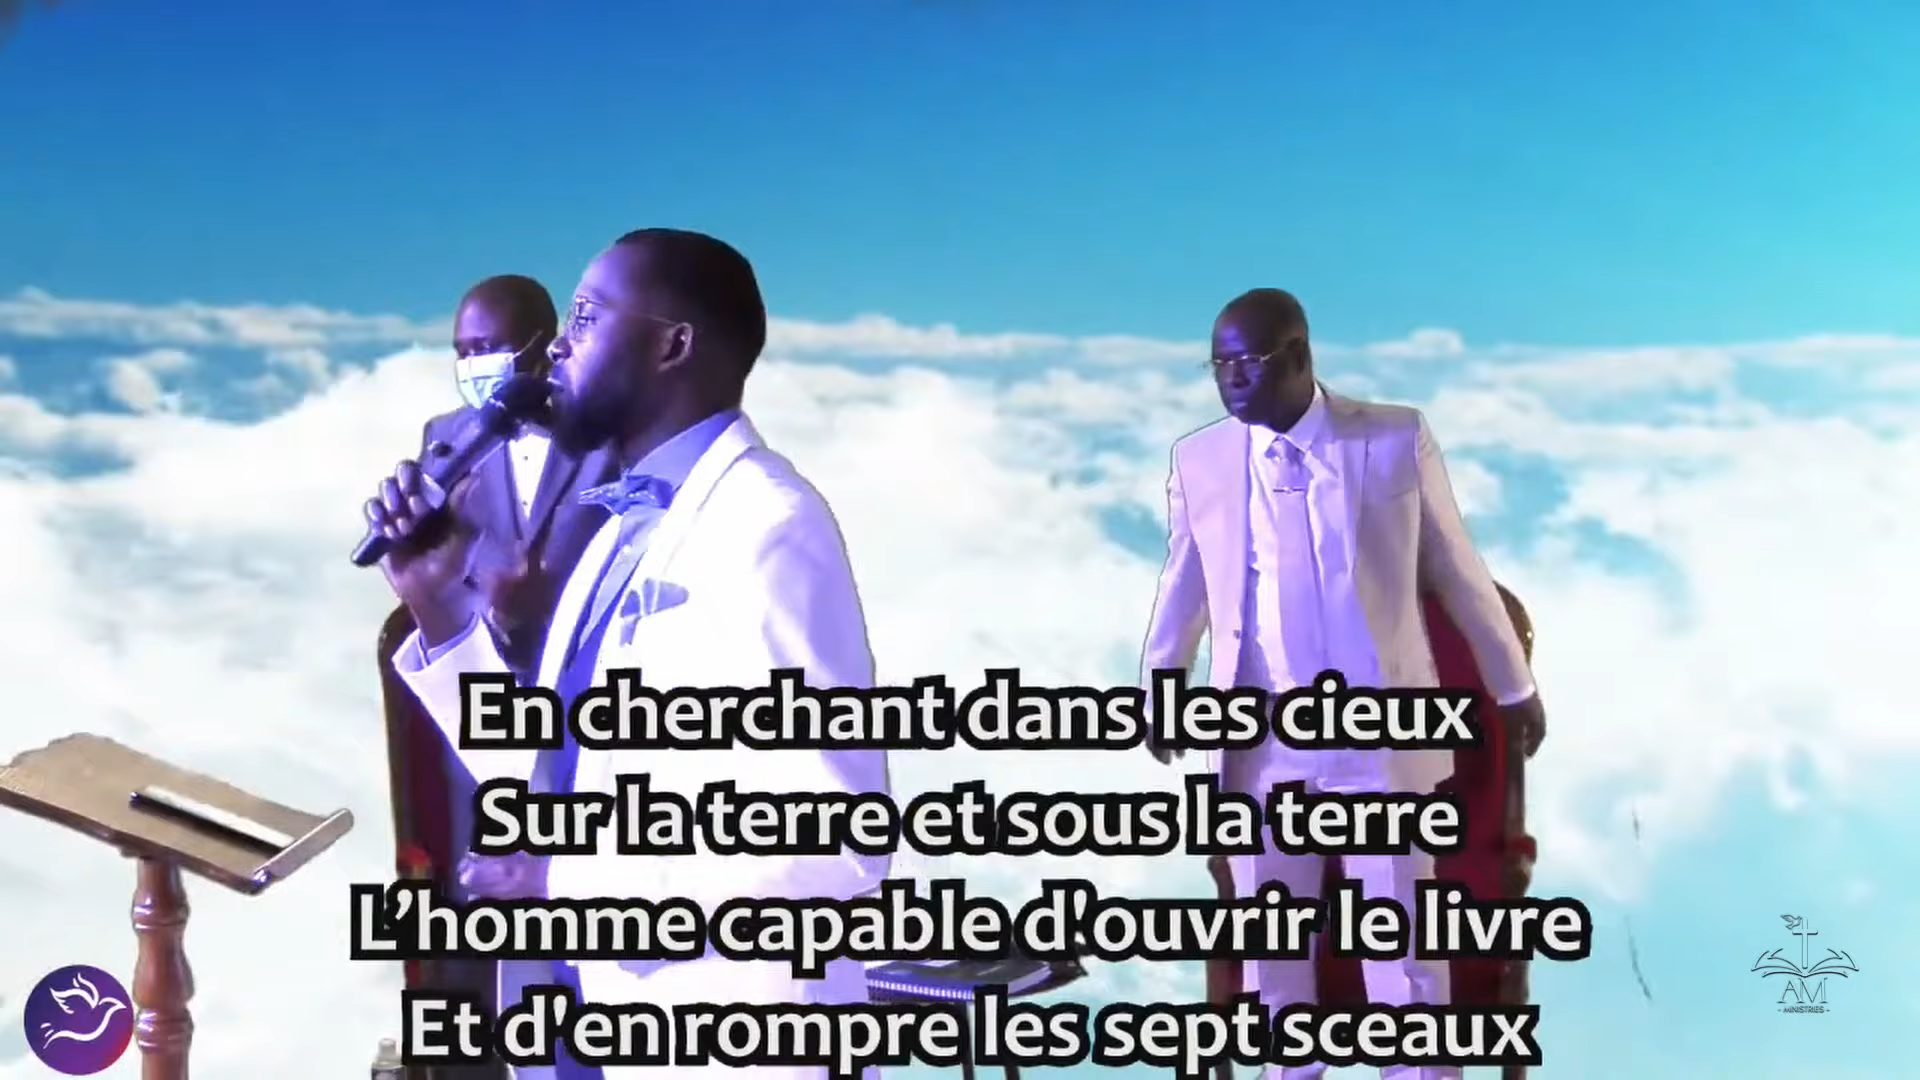 En cherchant dans les cieux
Sur la terre et sous la terre
L’homme capable d'ouvrir le livre
Et d'en rompre les sept sceaux
AM
- MINISTRIES -